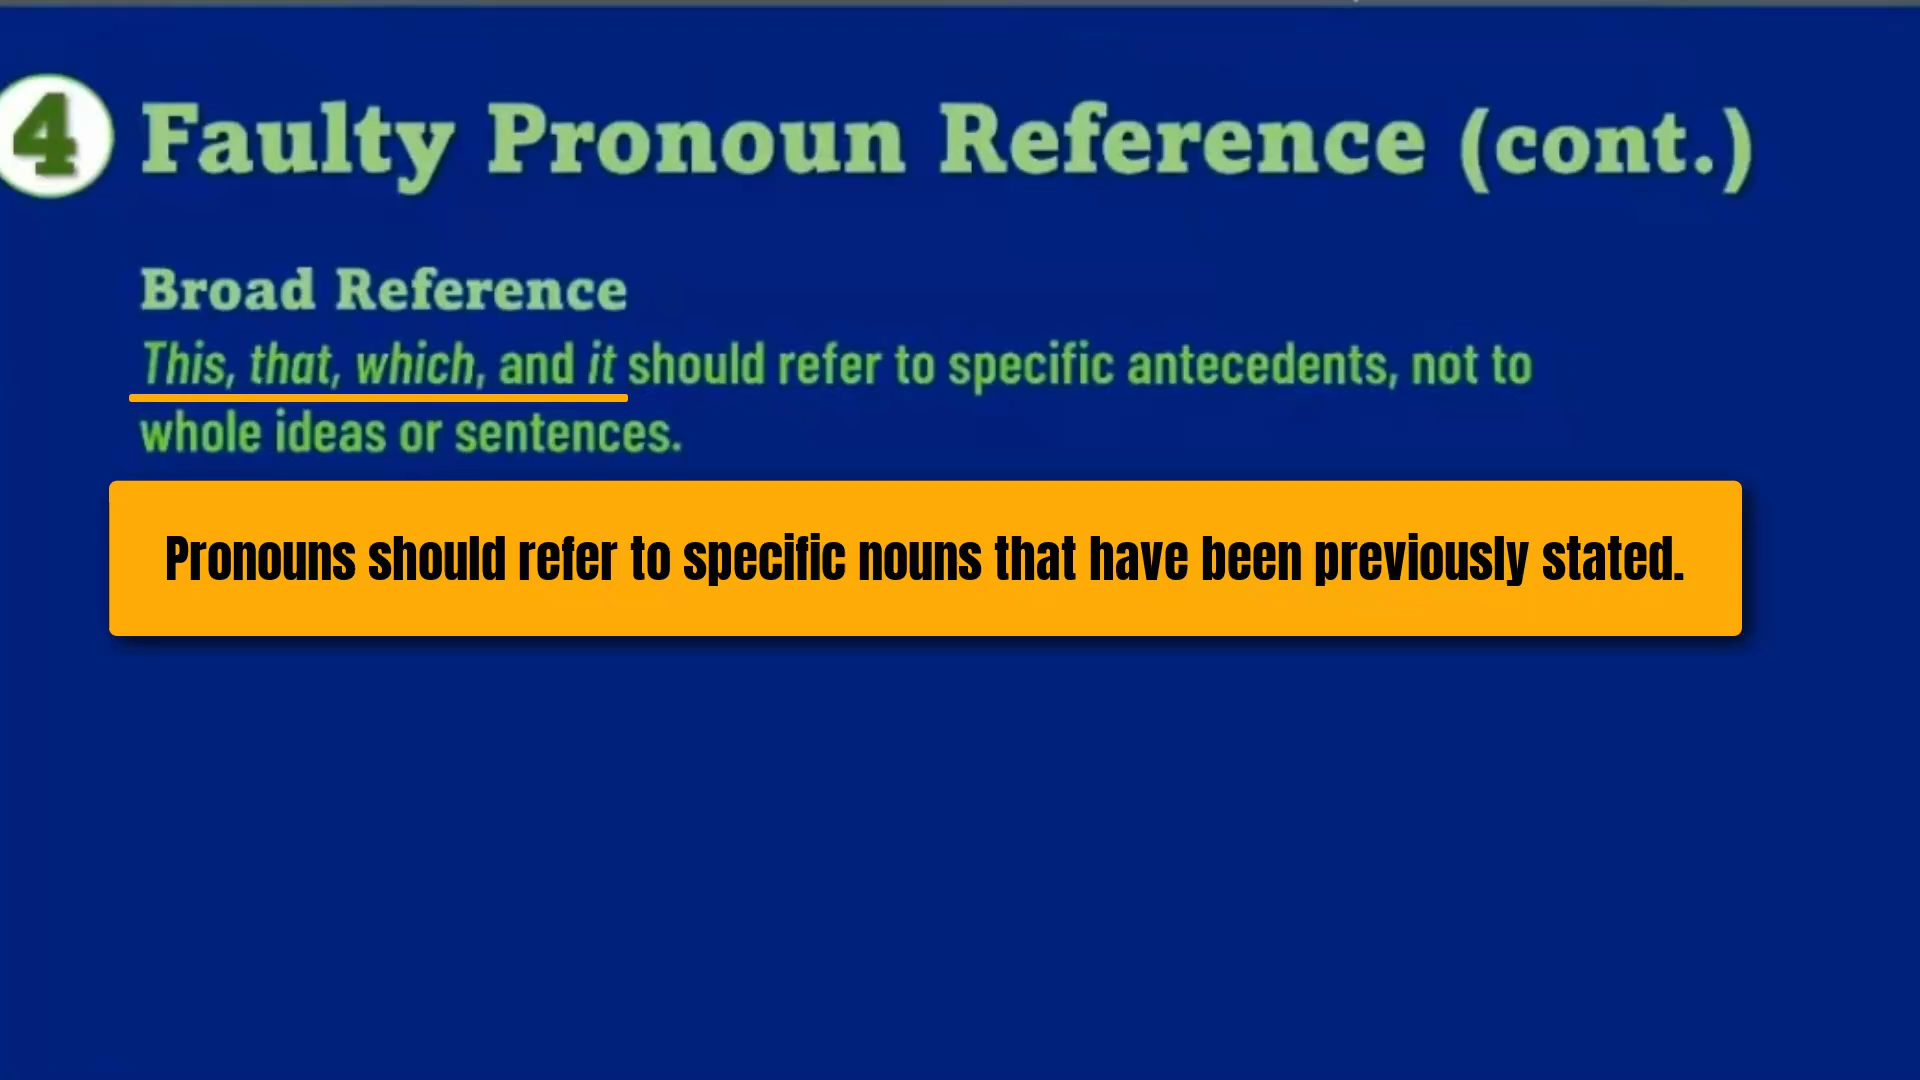 4 Faulty Pronoun Reference (cont.)
Broad Reference
This, that, which, and it should refer to specific antecedents, not to
whole ideas or sentences.
Pronouns should refer to specific nouns that have been previously stated.